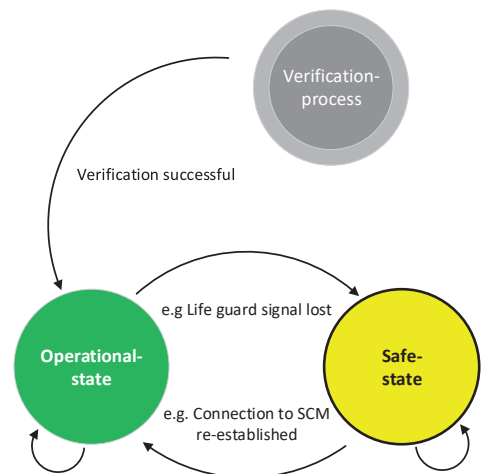 Verification-
process
Verification successful
e.g Life guard signal lost
Operational-
state
Safe-
state
e.g. Connection to SCM
re-established